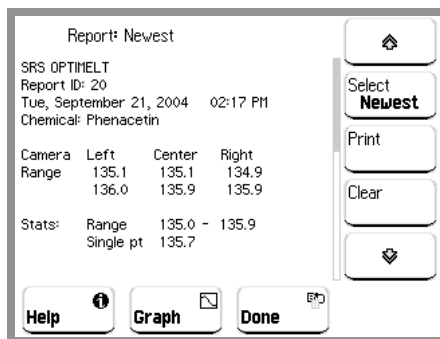 Report: Newest
SRS OPTIMELT
Report ID: 20
Tue, September 21, 2004 02:17 PM
Chemical: Phenacetin
Camera Left Center Right
Range 135.1 135.1 134.9
136.0 135.9 135.9
Stats: Range 135.0 - 135.9
Single pt 135.7
Select
Newest
Print
Clear
Help
Graph
Done